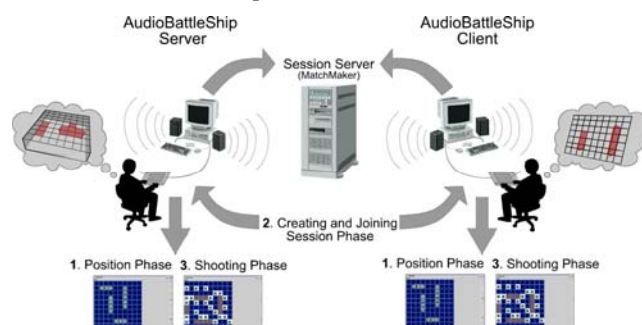 AudioBattleShip
Server
AudioBattleShip
Client
Session Server
(MatchMaker)
2. Creating and Joining
Session Phase
1. Position Phase
3. Shooting Phase
1. Position Phase
3. Shooting Phase